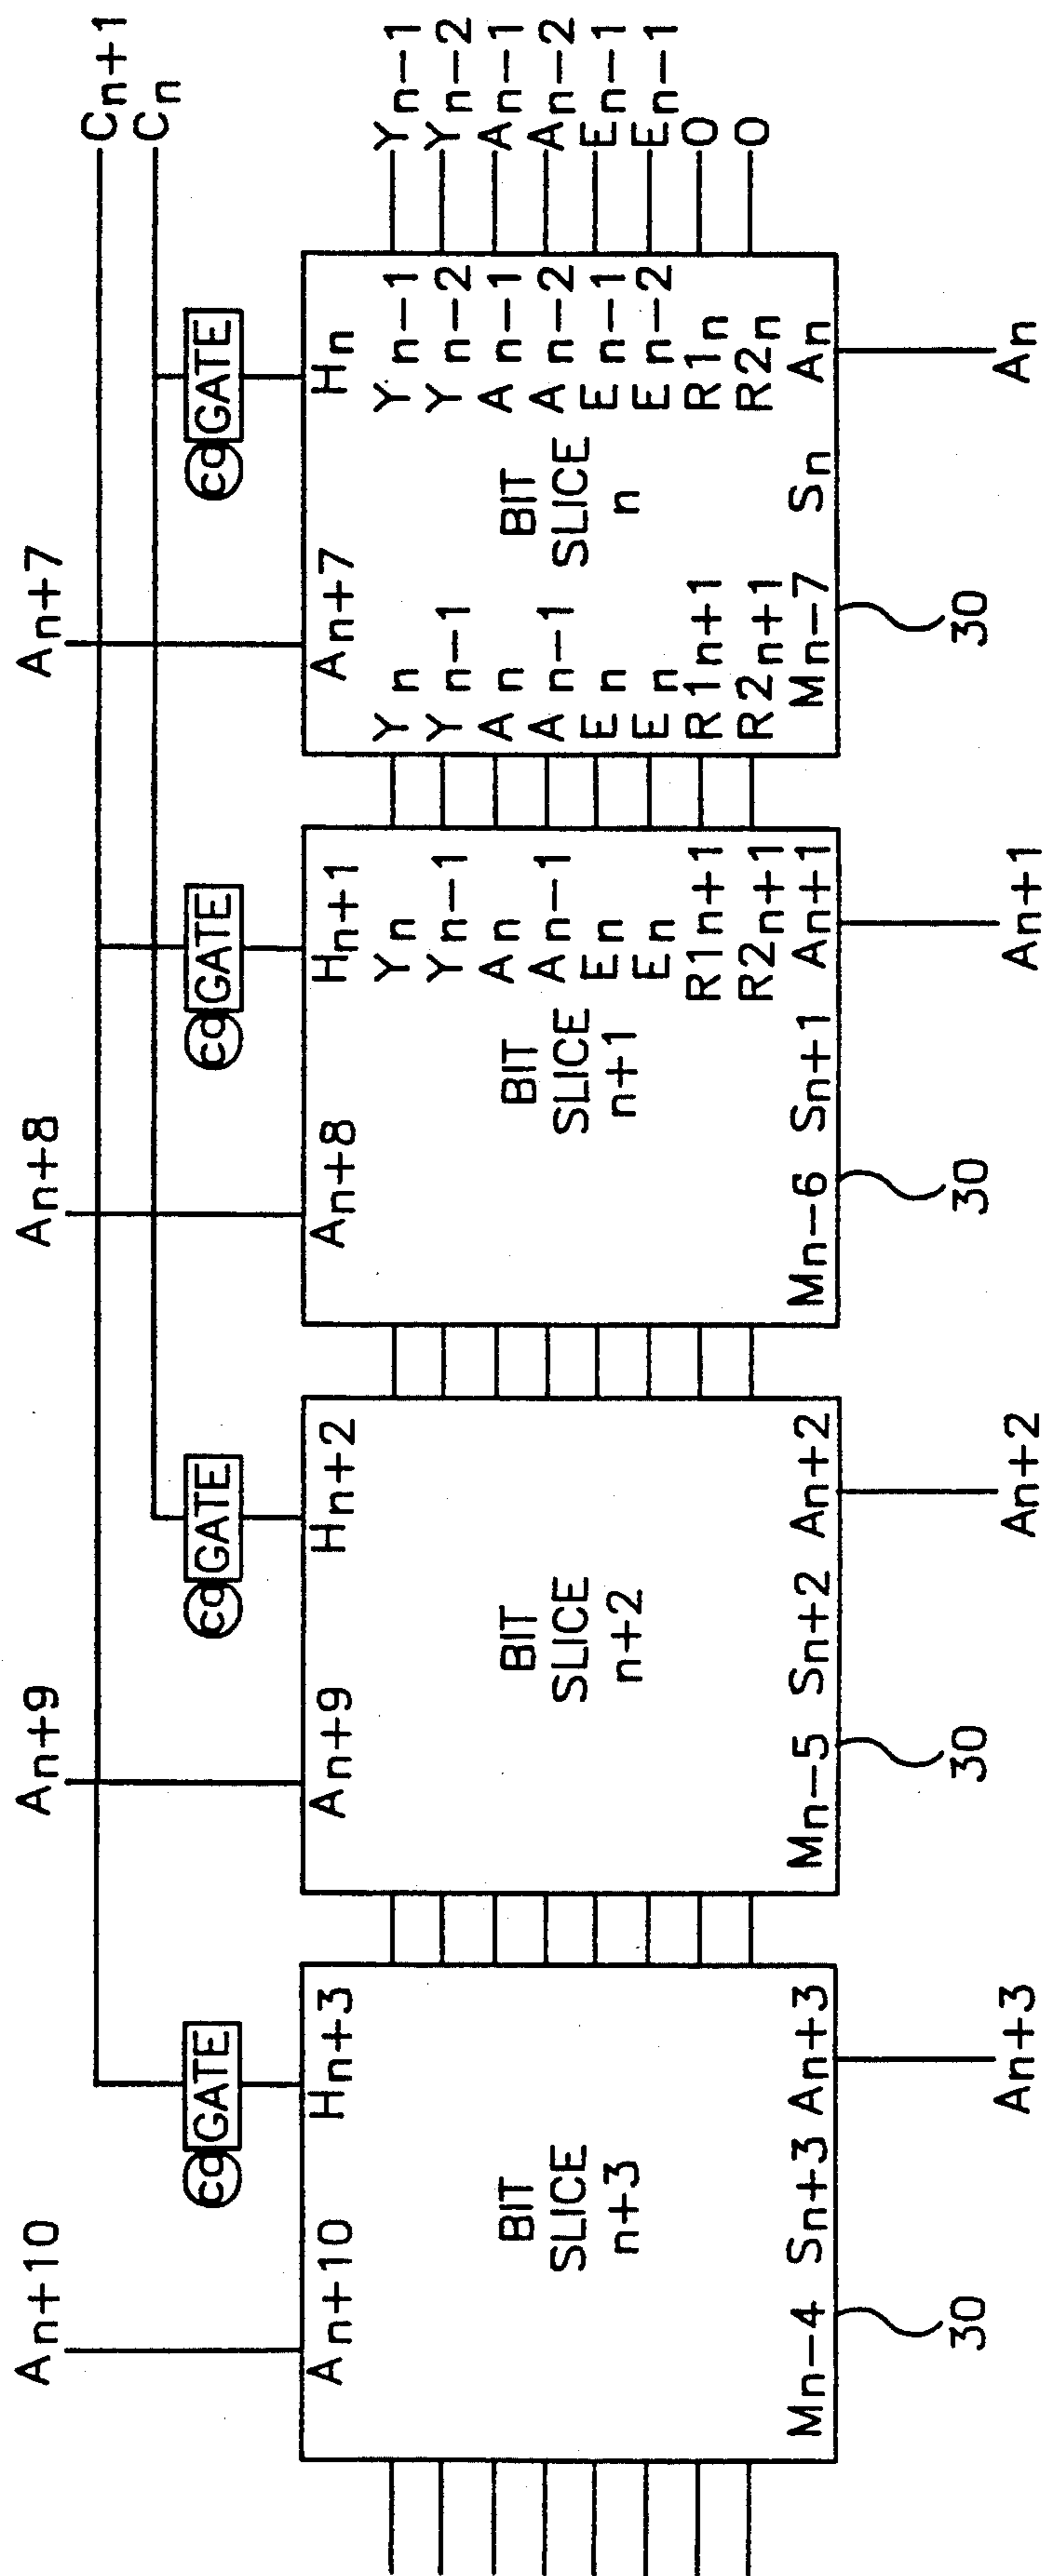 An+10
An+9
An+8
An+7
Cn+1
Cn
GATE
GATE
GATE
GATE
An+10
Hn+3
BIT
SLICE
n+3
Mn-4
Sn+3
An+3
30
An+3
An+9
Hn+2
BIT
SLICE
n+2
Mn-5
Sn+2
An+2
30
An+2
An+8
Hn+1
BIT
SLICE
n+1
Yn
Yn-1
An
An-1
En
En
R1n+1
R2n+1
Mn-6
Sn+1
An+1
30
An+1
An+7
Hn
BIT
SLICE
n
Yn
Yn-1
An
An-1
En
En
R1n+1
R2n+1
Yn-1
Yn-2
An-1
An-2
En-1
En-2
R1n
R2n
Mn-7
Sn
An
30
An
Yn-1
Yn-2
An-1
An-2
En-1
En-1
0
0